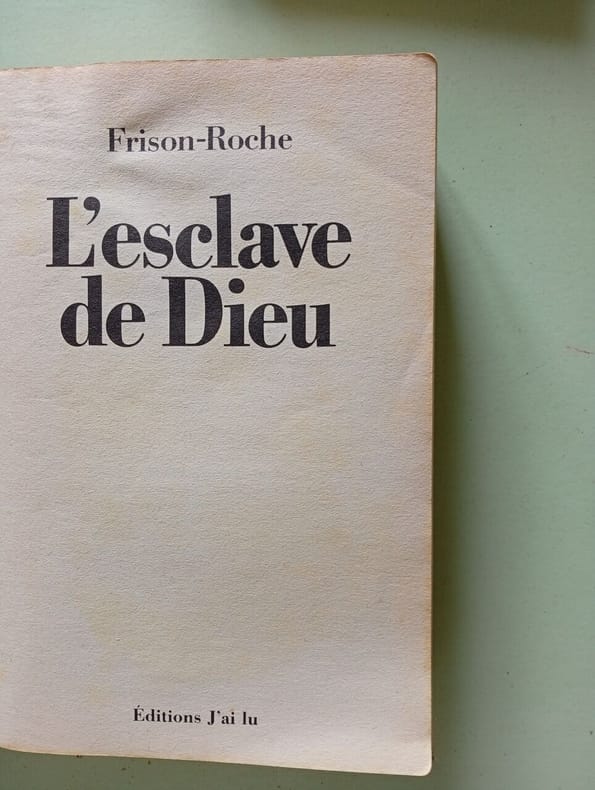 Frison-Roche
L'esclave
de Dieu
Éditions J'ai lu